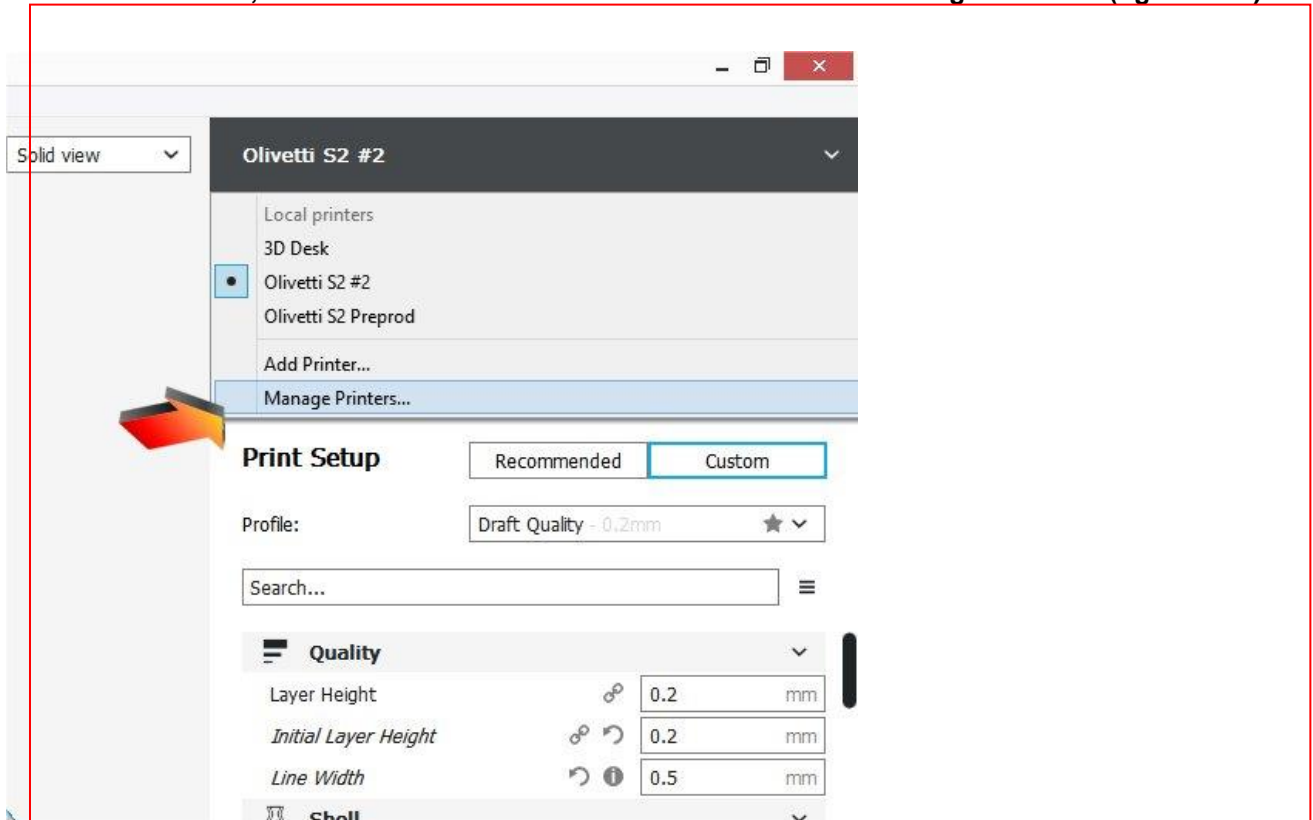 Solid view
Olivetti S2 #2
Local printers
3D Desk
Olivetti S2 #2
Olivetti S2 Preprod
Add Printer...
Manage Printers...
Print Setup Recommended Custom
Profile: Draft Quality - 0.2mm
Search...
Quality
Layer Height 0.2 mm
Initial Layer Height 0.2 mm
Line Width 0.5 mm
Shell